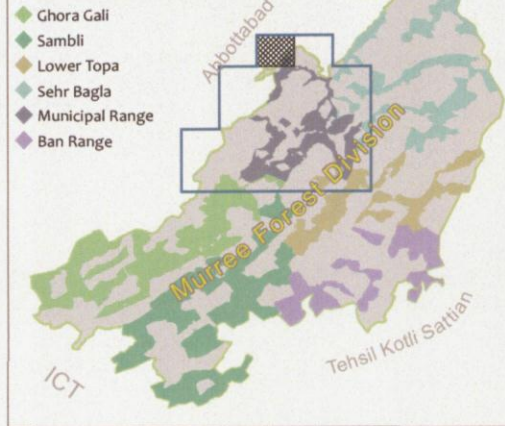 Ghora Gali
Sambli
Lower Topa
Sehr Bagla
Municipal Range
Ban Range
Abbottabad
Murree Forest Division
Tehsil Kotli Sattian
ICT